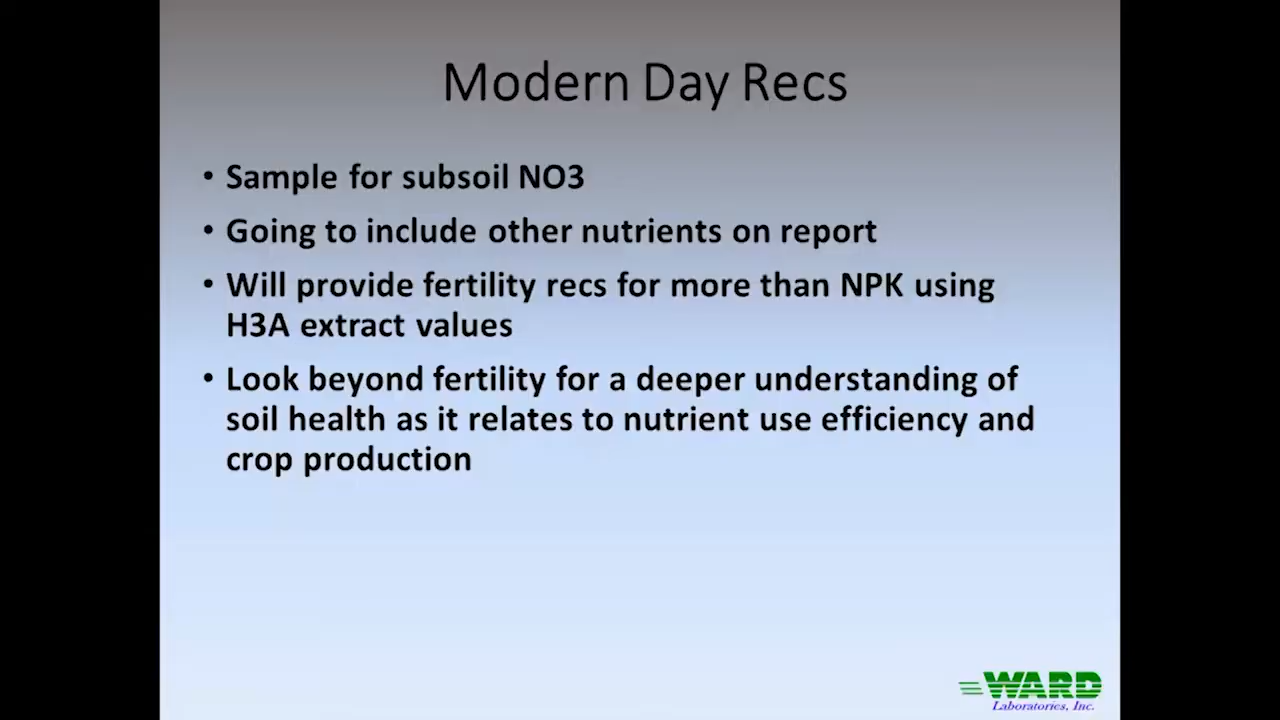 Modern Day Recs
• Sample for subsoil NO3
• Going to include other nutrients on report
• Will provide fertility recs for more than NPK using
H3A extract values
• Look beyond fertility for a deeper understanding of
soil health as it relates to nutrient use efficiency and
crop production
WARD
Laboratories, Inc.